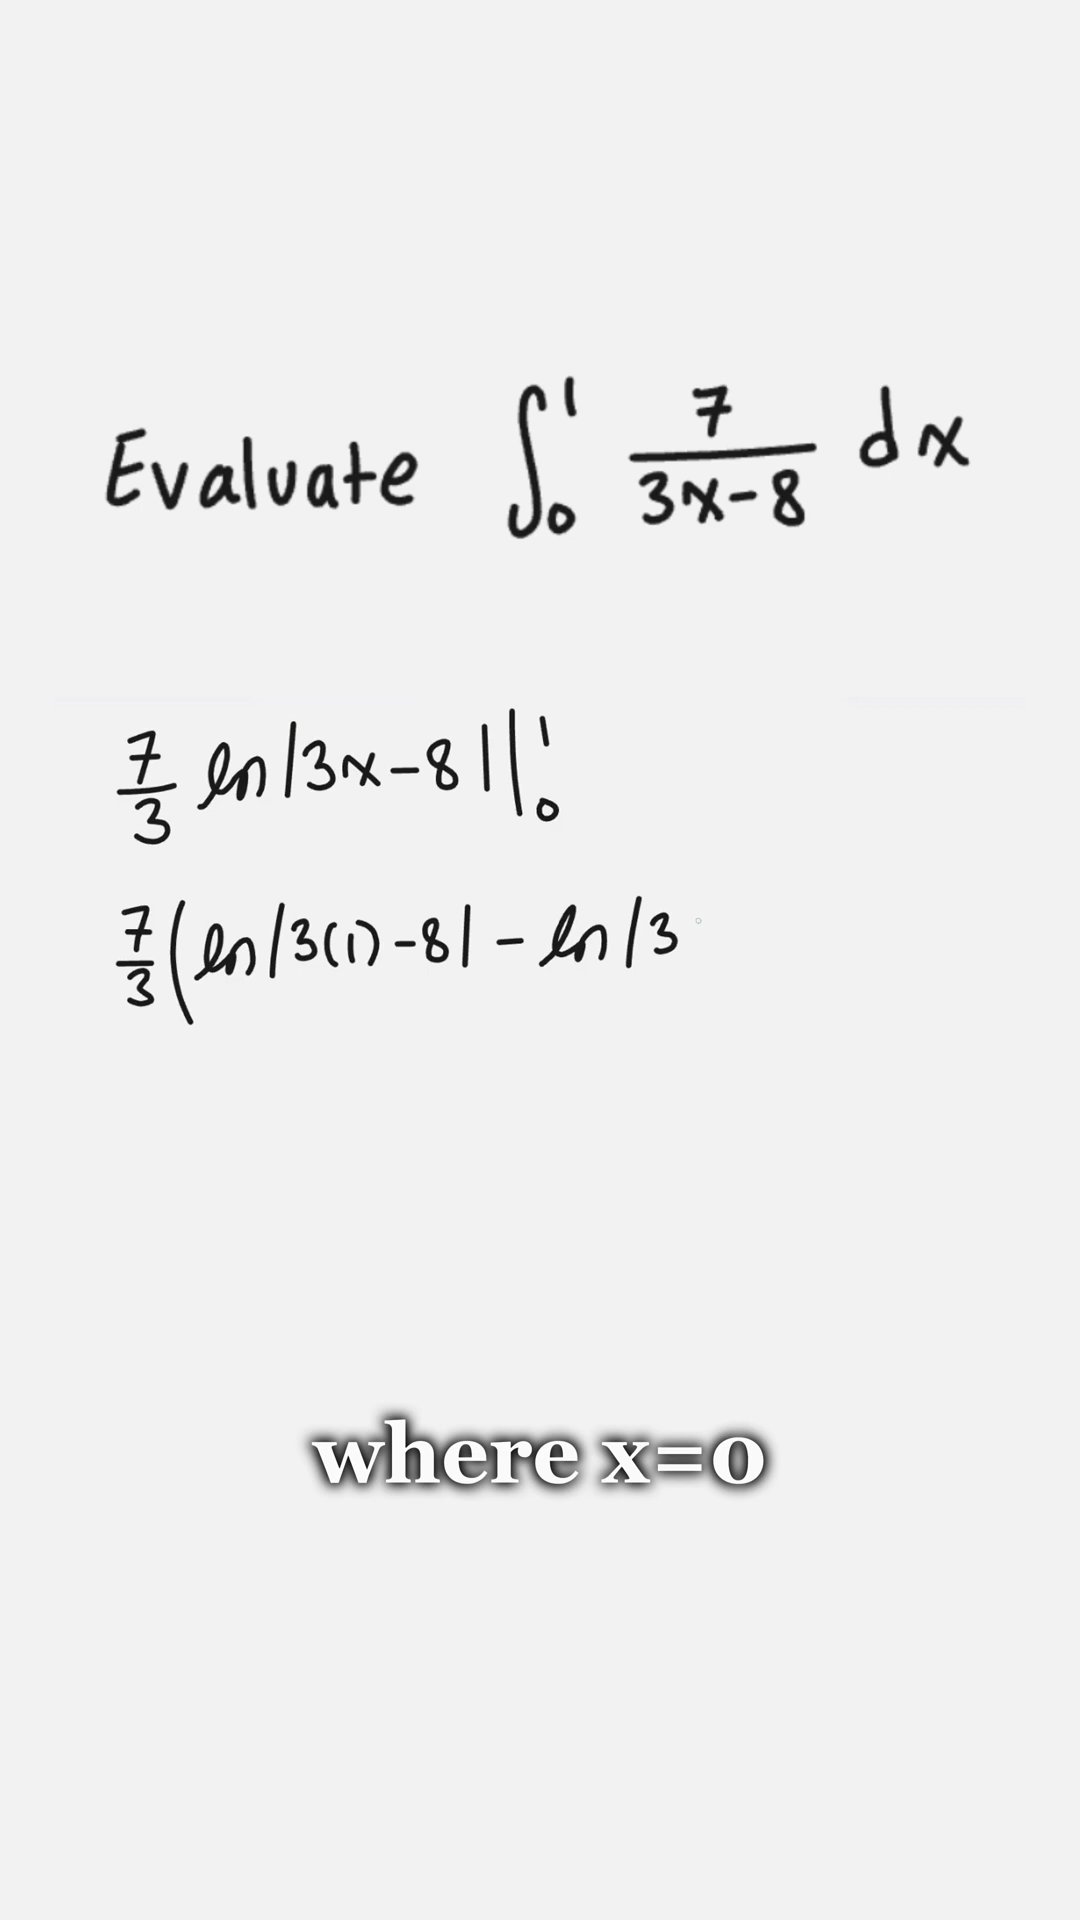 Evaluate ∫₀¹ 7/(3x-8) dx
7/3 ln|3x-8||₀¹
7/3 (ln|3(1)-8| - ln|3
where x=0